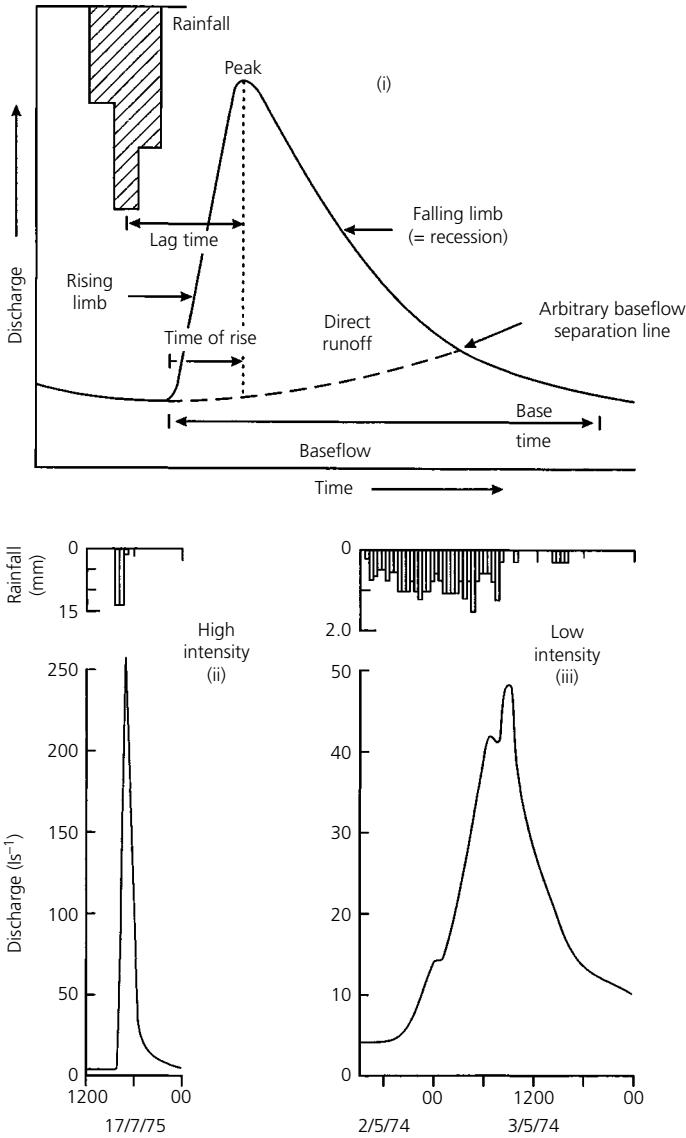 Rainfall
Peak
(i)
Discharge
Lag time
Falling limb
(= recession)
Rising
limb
Time of rise
Direct
runoff
Arbitrary baseflow
separation line
Base
time
Baseflow
Time
Rainfall
(mm)
0
15
High
intensity
(ii)
0
2.0
Low
intensity
(iii)
Discharge (ls⁻¹)
250
200
150
100
50
0
1200
00
17/7/75
50
40
30
20
10
0
00
1200
00
2/5/74
3/5/74